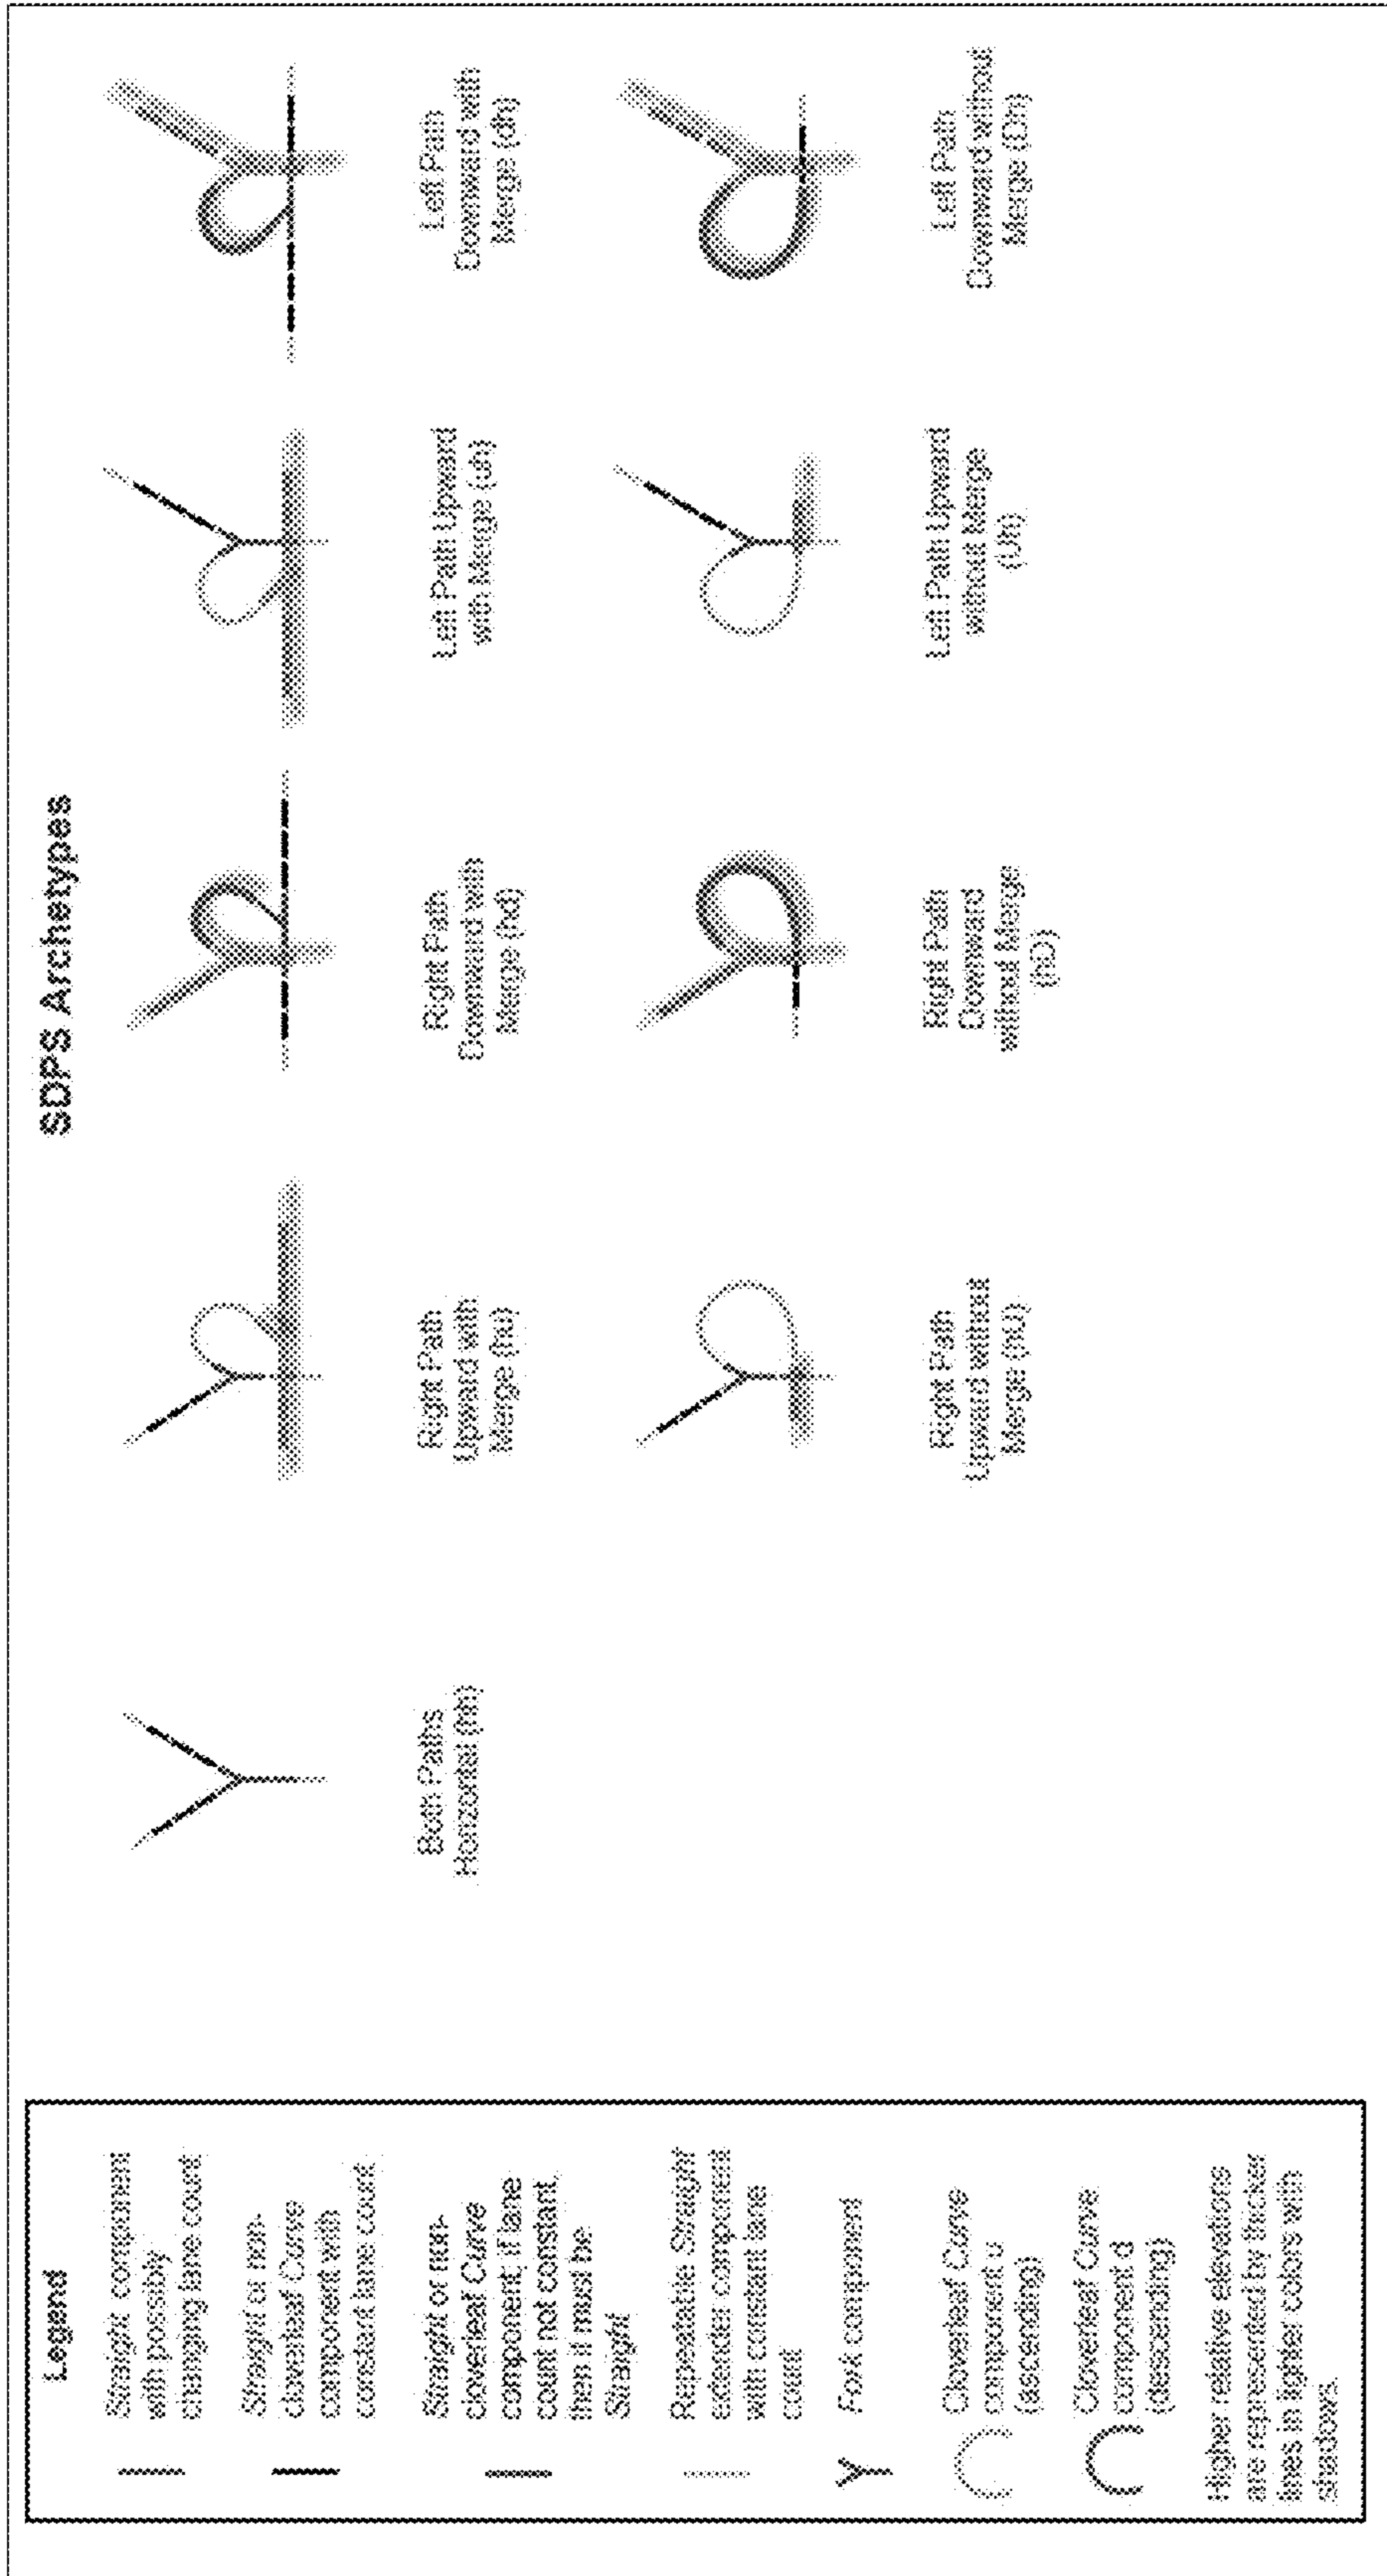 SDPS Archetypes
Legend
Straight component
with possibly
changing lane count
Straight or non-
cloverleaf Curve
component with
constant lane count
Straight or non-
cloverleaf Curve
component; if lane
count not constant,
then it must be
Straight
Repeatable Straight
extender component
with constant lane
count
Fork component
Cloverleaf Curve
component u
(ascending)
Cloverleaf Curve
component d
(descending)
Higher relative elevations
are represented by thicker
lines in lighter colors with
shadows.
Both Paths
Horizontal (hh)
Right Path
Upward with
Merge (hu)
Right Path
Downward with
Merge (hd)
Left Path Upward
with Merge (uh)
Left Path
Downward with
Merge (dh)
Right Path
Upward without
Merge (hU)
Right Path
Downward
without Merge
(hD)
Left Path Upward
without Merge
(Uh)
Left Path
Downward without
Merge (Dh)